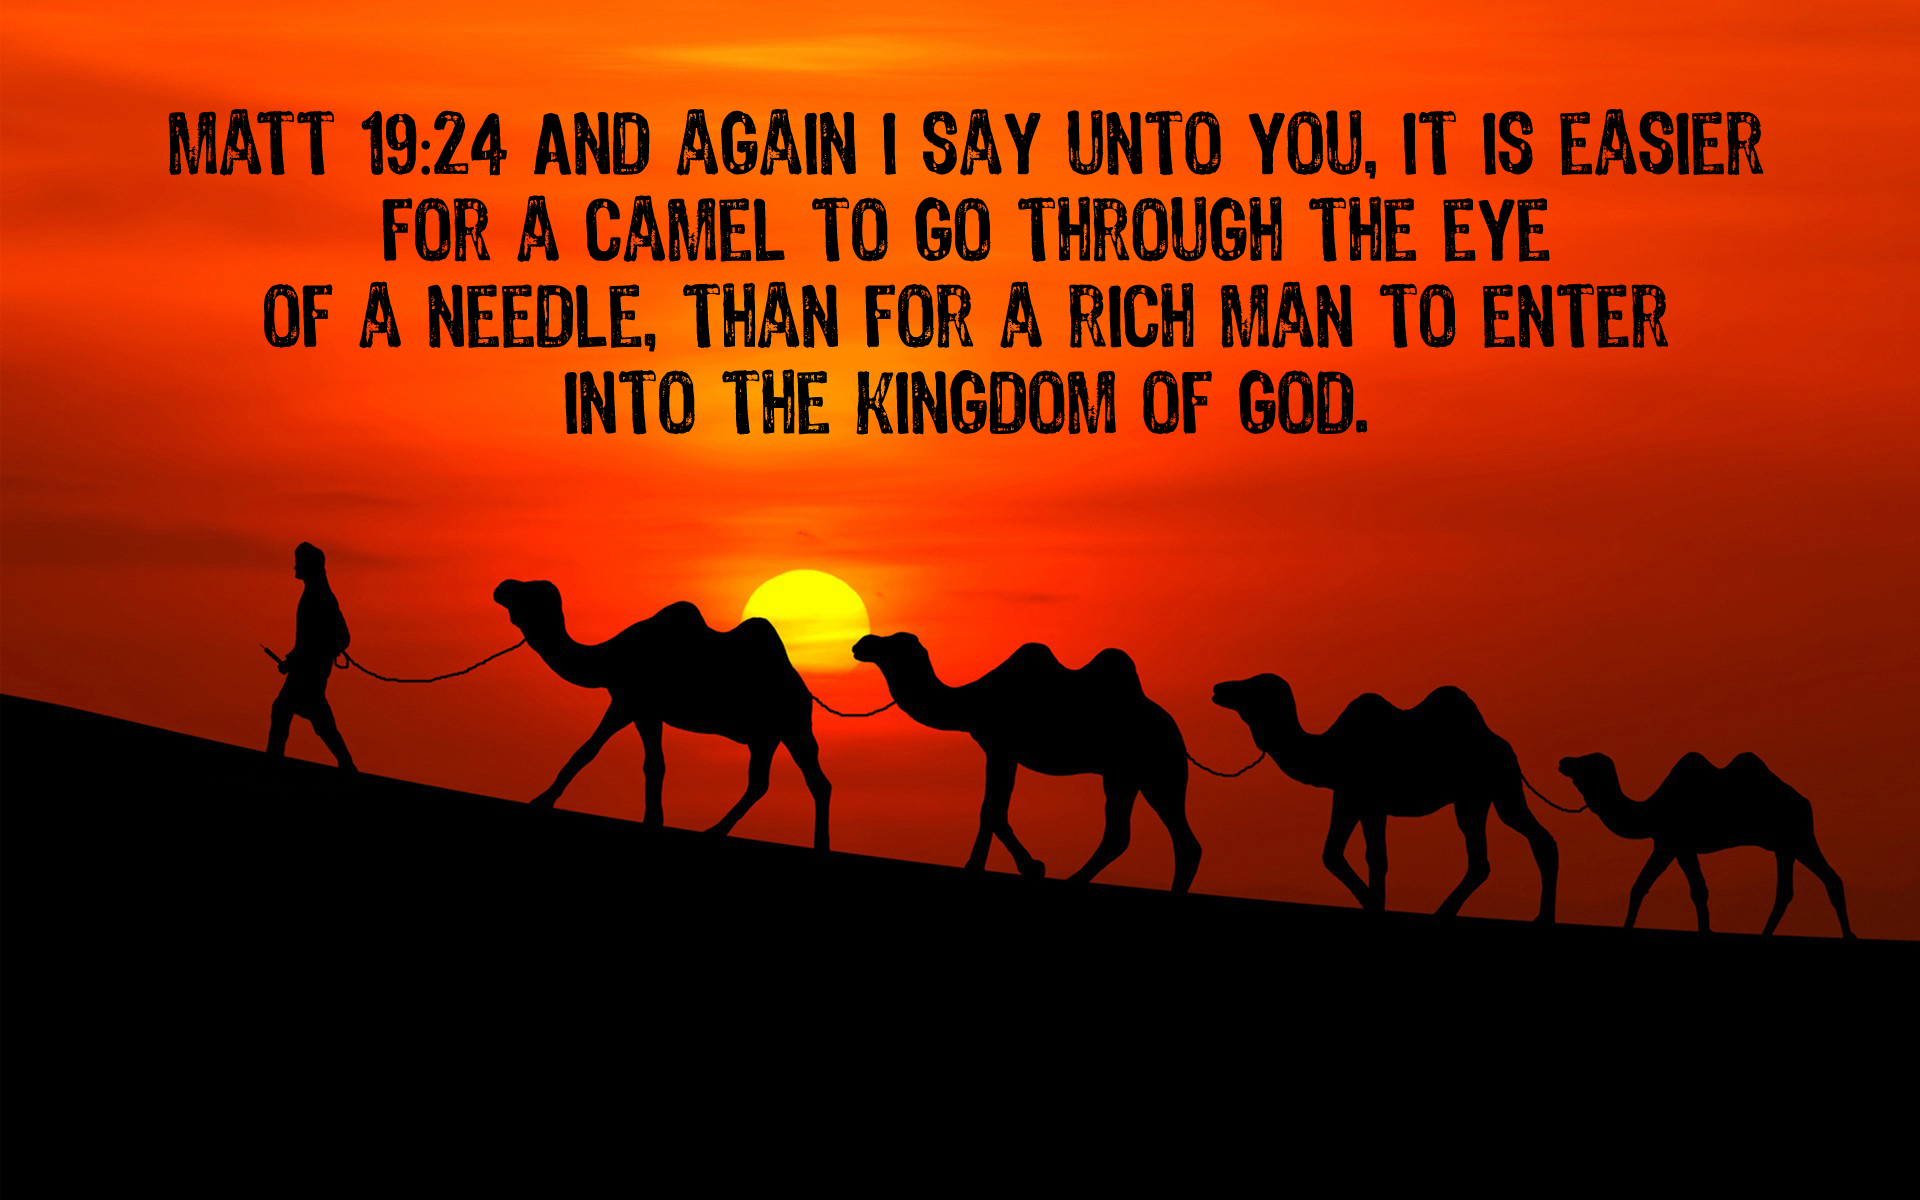 MATT 19:24 AND AGAIN I SAY UNTO YOU, IT IS EASIER
FOR A CAMEL TO GO THROUGH THE EYE
OF A NEEDLE, THAN FOR A RICH MAN TO ENTER
INTO THE KINGDOM OF GOD.